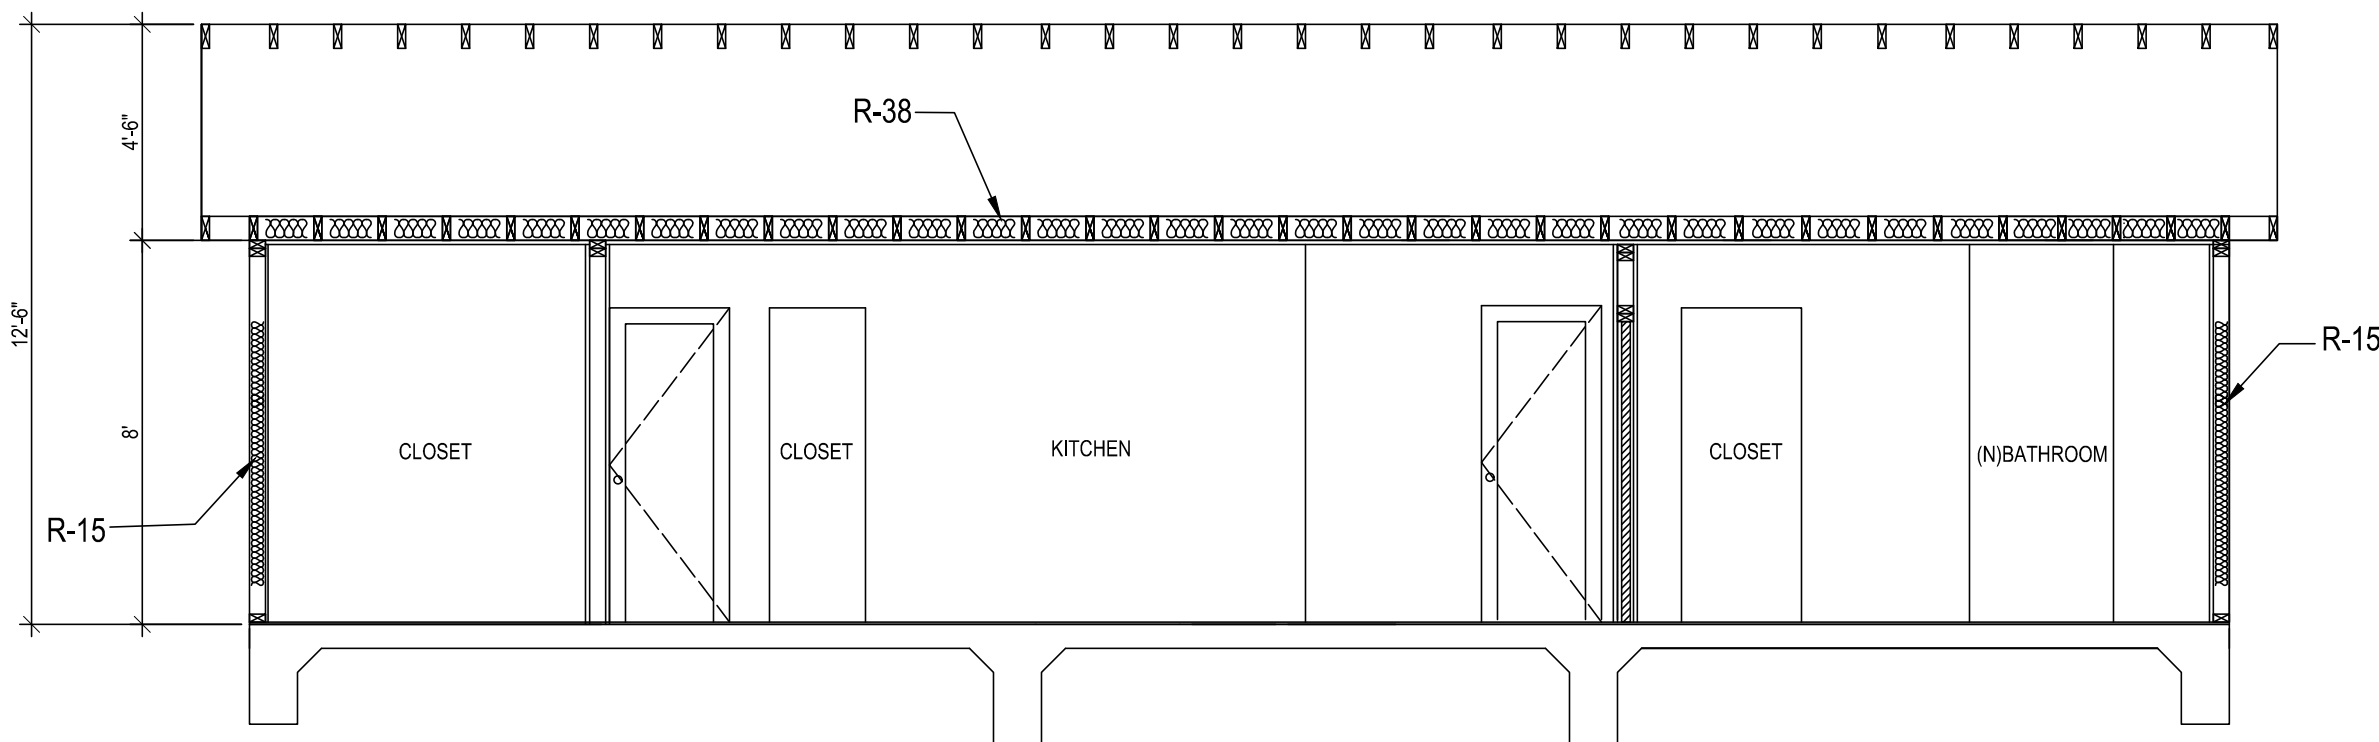 R-38
4'-6"
12'-6"
8'
R-15
R-15
CLOSET
CLOSET
KITCHEN
CLOSET
(N)BATHROOM